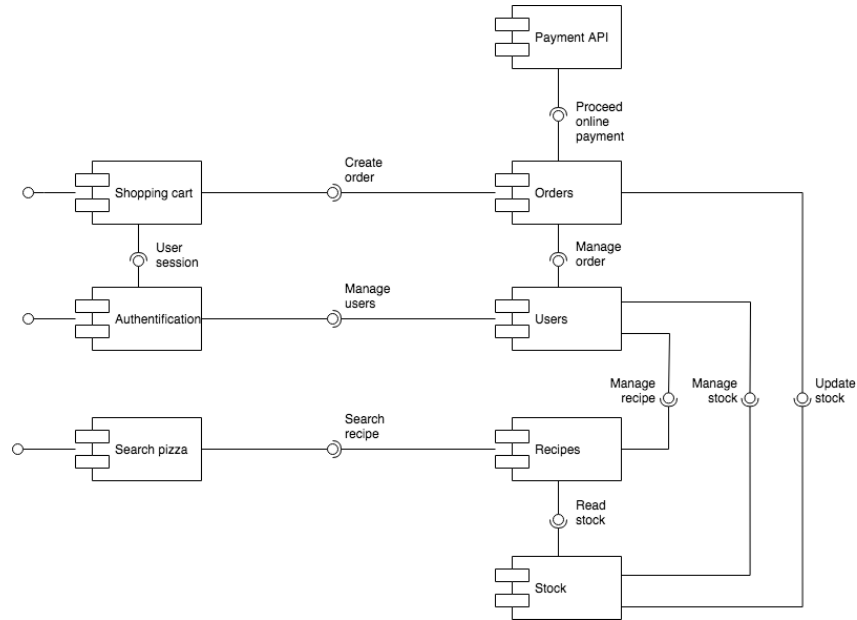 Payment API
Proceed
online
payment
Create
order
Shopping cart
Orders
User
session
Manage
order
Manage
users
Authentification
Users
Manage
recipe
Manage
stock
Update
stock
Search
recipe
Search pizza
Recipes
Read
stock
Stock